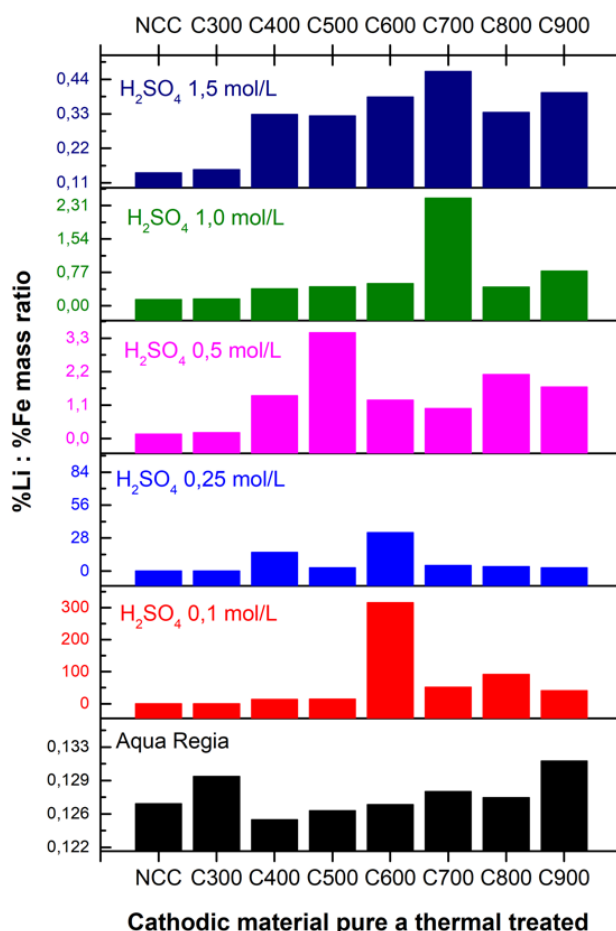 NCC C300 C400 C500 C600 C700 C800 C900
H₂SO₄ 1,5 mol/L
0,44
0,33
0,22
0,11
H₂SO₄ 1,0 mol/L
2,31
1,54
0,77
0,00
H₂SO₄ 0,5 mol/L
3,3
2,2
1,1
0,0
H₂SO₄ 0,25 mol/L
84
56
28
0
H₂SO₄ 0,1 mol/L
300
200
100
0
Aqua Regia
0,133
0,129
0,126
0,122
%Li : %Fe mass ratio
NCC C300 C400 C500 C600 C700 C800 C900
Cathodic material pure a thermal treated